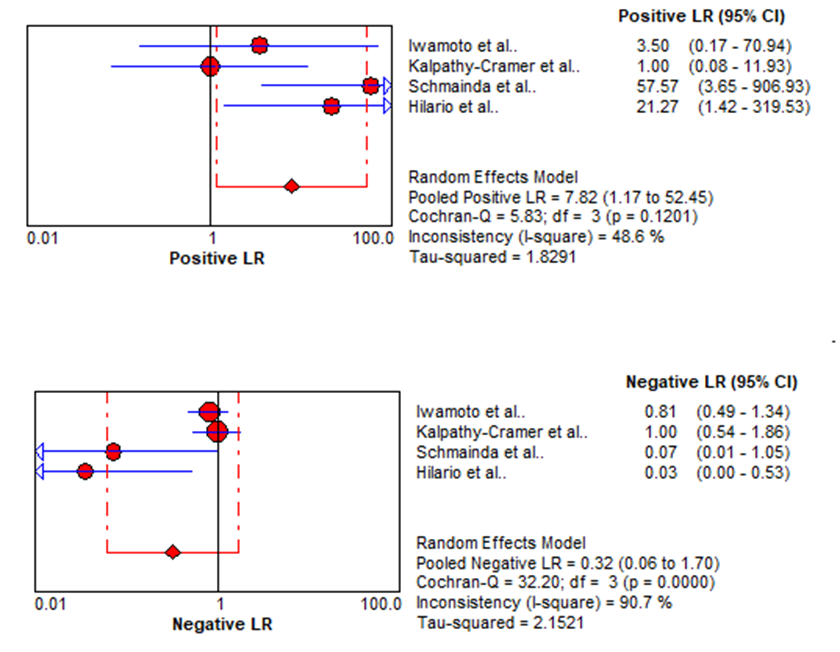 Positive LR (95% CI)
Iwamoto et al.. 3.50 (0.17 - 70.94)
Kalpathy-Cramer et al.. 1.00 (0.08 - 11.93)
Schmainda et al.. 57.57 (3.65 - 906.93)
Hilario et al.. 21.27 (1.42 - 319.53)
Random Effects Model
Pooled Positive LR = 7.82 (1.17 to 52.45)
Cochran-Q = 5.83; df = 3 (p = 0.1201)
Inconsistency (I-square) = 48.6 %
Tau-squared = 1.8291
0.01 1 100.0
Positive LR
Negative LR (95% CI)
Iwamoto et al.. 0.81 (0.49 - 1.34)
Kalpathy-Cramer et al.. 1.00 (0.54 - 1.86)
Schmainda et al.. 0.07 (0.01 - 1.05)
Hilario et al.. 0.03 (0.00 - 0.53)
Random Effects Model
Pooled Negative LR = 0.32 (0.06 to 1.70)
Cochran-Q = 32.20; df = 3 (p = 0.0000)
Inconsistency (I-square) = 90.7 %
Tau-squared = 2.1521
0.01 1 100.0
Negative LR